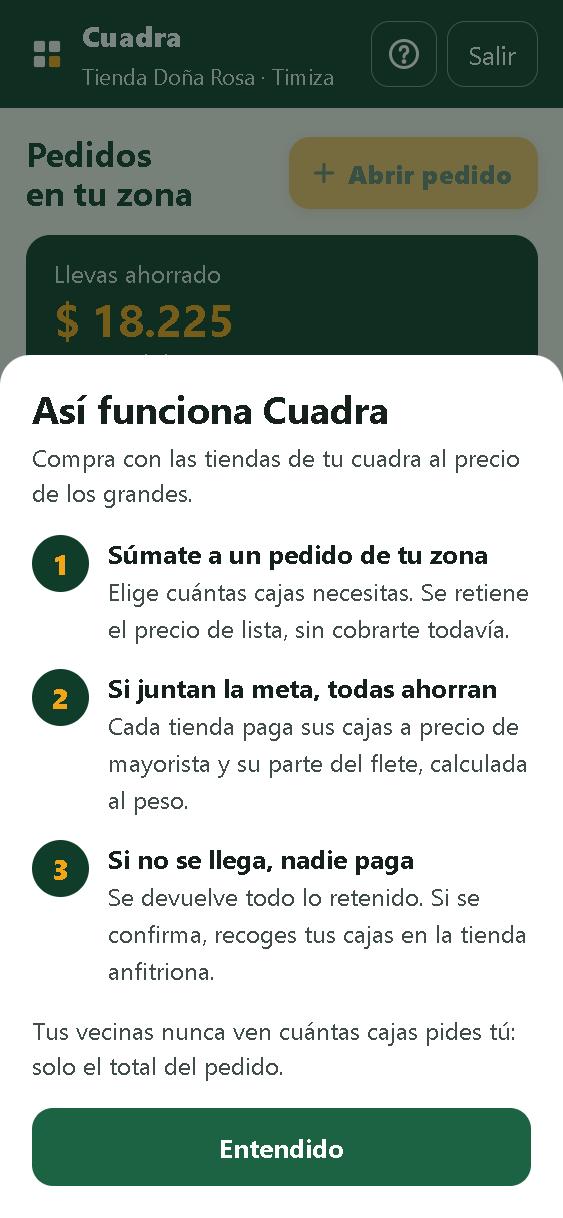 Cuadra
Tienda Doña Rosa · Timiza
?
Salir
Pedidos
en tu zona
+ Abrir pedido
Llevas ahorrado
$ 18.225
Así funciona Cuadra
Compra con las tiendas de tu cuadra al precio
de los grandes.
1
Súmate a un pedido de tu zona
Elige cuántas cajas necesitas. Se retiene
el precio de lista, sin cobrarte todavía.
2
Si juntan la meta, todas ahorran
Cada tienda paga sus cajas a precio de
mayorista y su parte del flete, calculada
al peso.
3
Si no se llega, nadie paga
Se devuelve todo lo retenido. Si se
confirma, recoges tus cajas en la tienda
anfitriona.
Tus vecinas nunca ven cuántas cajas pides tú:
solo el total del pedido.
Entendido